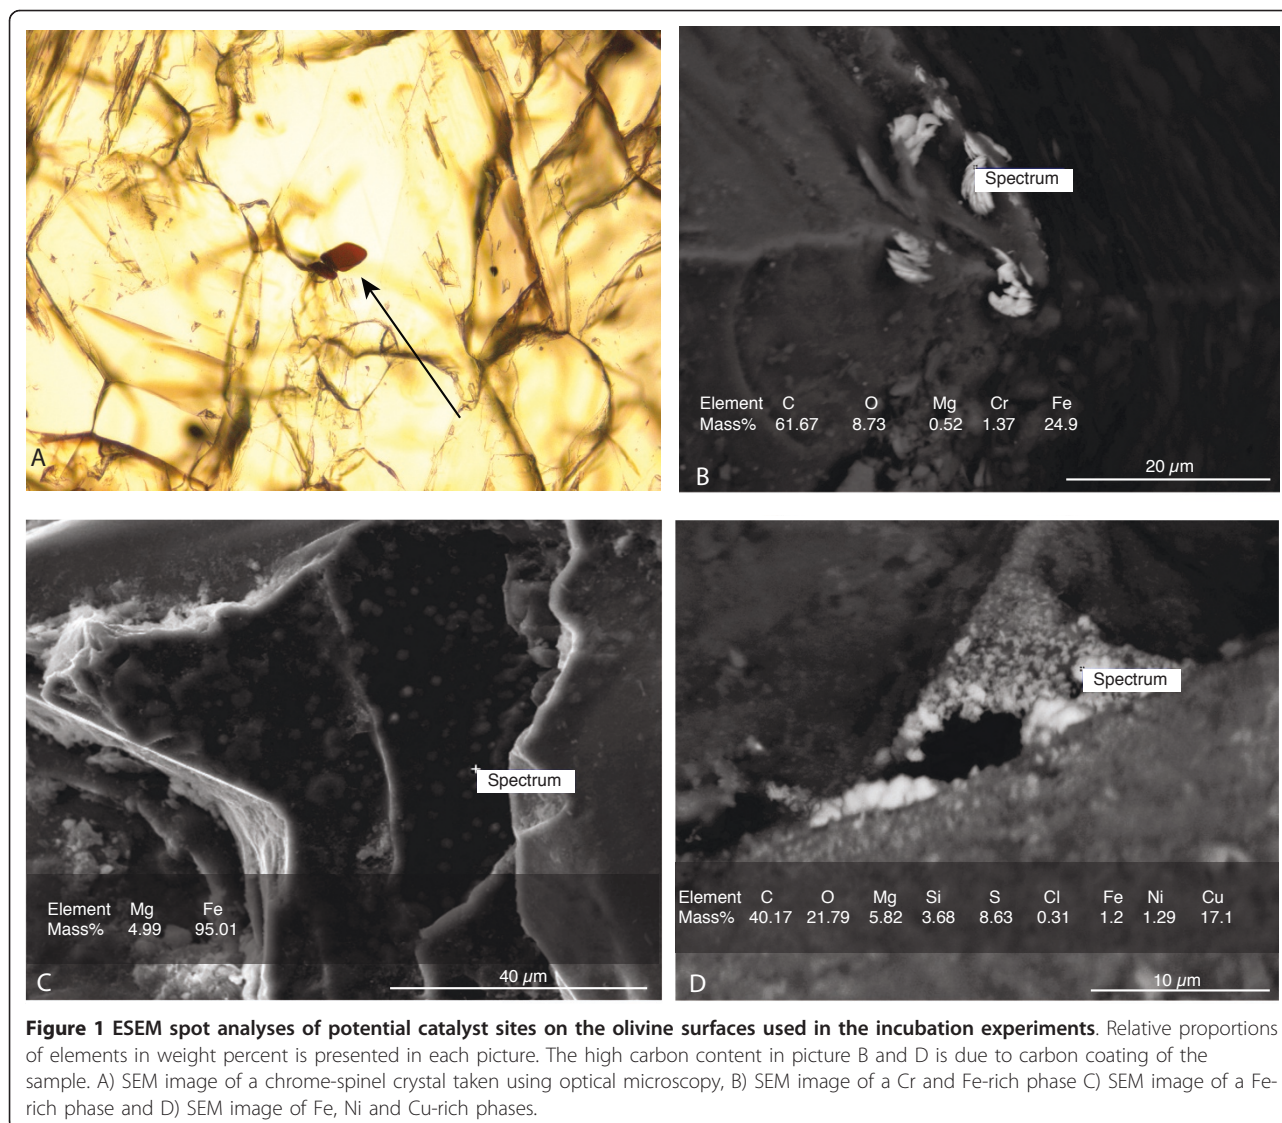 A
Spectrum
Element C O Mg Cr Fe
Mass% 61.67 8.73 0.52 1.37 24.9
20 µm
B
Spectrum
Element Mg Fe
Mass% 4.99 95.01
40 µm
C
Spectrum
Element C O Mg Si S Cl Fe Ni Cu
Mass% 40.17 21.79 5.82 3.68 8.63 0.31 1.2 1.29 17.1
10 µm
D
Figure 1 ESEM spot analyses of potential catalyst sites on the olivine surfaces used in the incubation experiments. Relative proportions
of elements in weight percent is presented in each picture. The high carbon content in picture B and D is due to carbon coating of the
sample. A) SEM image of a chrome-spinel crystal taken using optical microscopy, B) SEM image of a Cr and Fe-rich phase C) SEM image of a Fe-
rich phase and D) SEM image of Fe, Ni and Cu-rich phases.